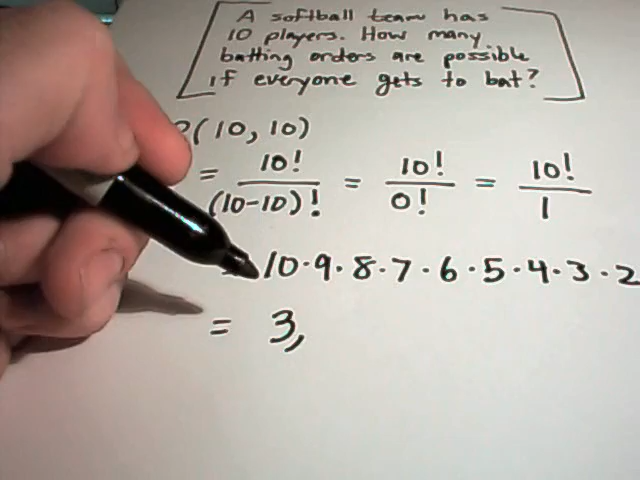 A softball team has
10 players. How many
batting orders are possible
if everyone gets to bat?
(10, 10)
= 10! / (10-10)! = 10! / 0! = 10! / 1
10·9·8·7·6·5·4·3·2
= 3,